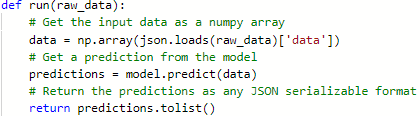 def run(raw_data):
    # Get the input data as a numpy array
    data = np.array(json.loads(raw_data)['data'])
    # Get a prediction from the model
    predictions = model.predict(data)
    # Return the predictions as any JSON serializable format
    return predictions.tolist()